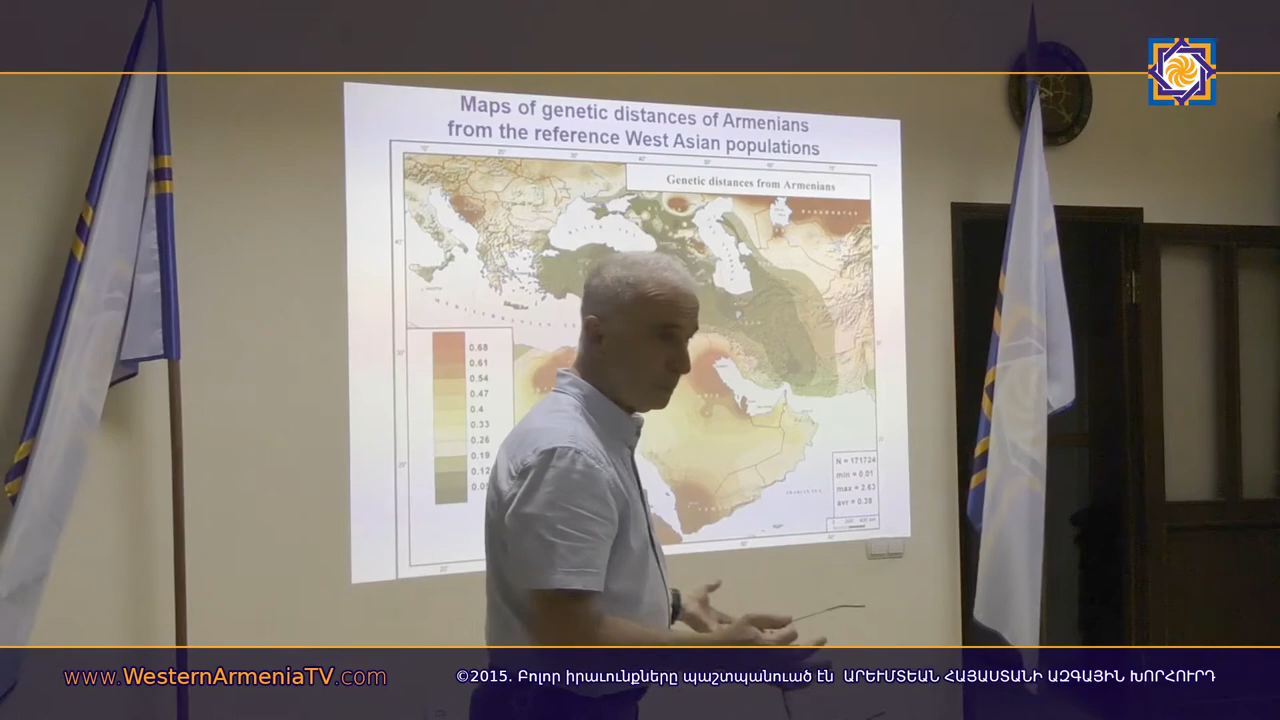 Maps of genetic distances of Armenians
from the reference West Asian populations
Genetic distances from Armenians
0.68
0.61
0.54
0.47
0.4
0.33
0.26
0.19
0.12
N = 171724
min = 0.01
max = 2.63
avr = 0.38
www.WesternArmeniaTV.com
©2015. Բոլոր իրաւունքները պաշտպանուած էն ԱՐԵՒՄՏԵԱՆ ՀԱՅԱՍՏԱՆԻ ԱԶԳԱՅԻՆ ԽՈՐՀՈՒՐԴ